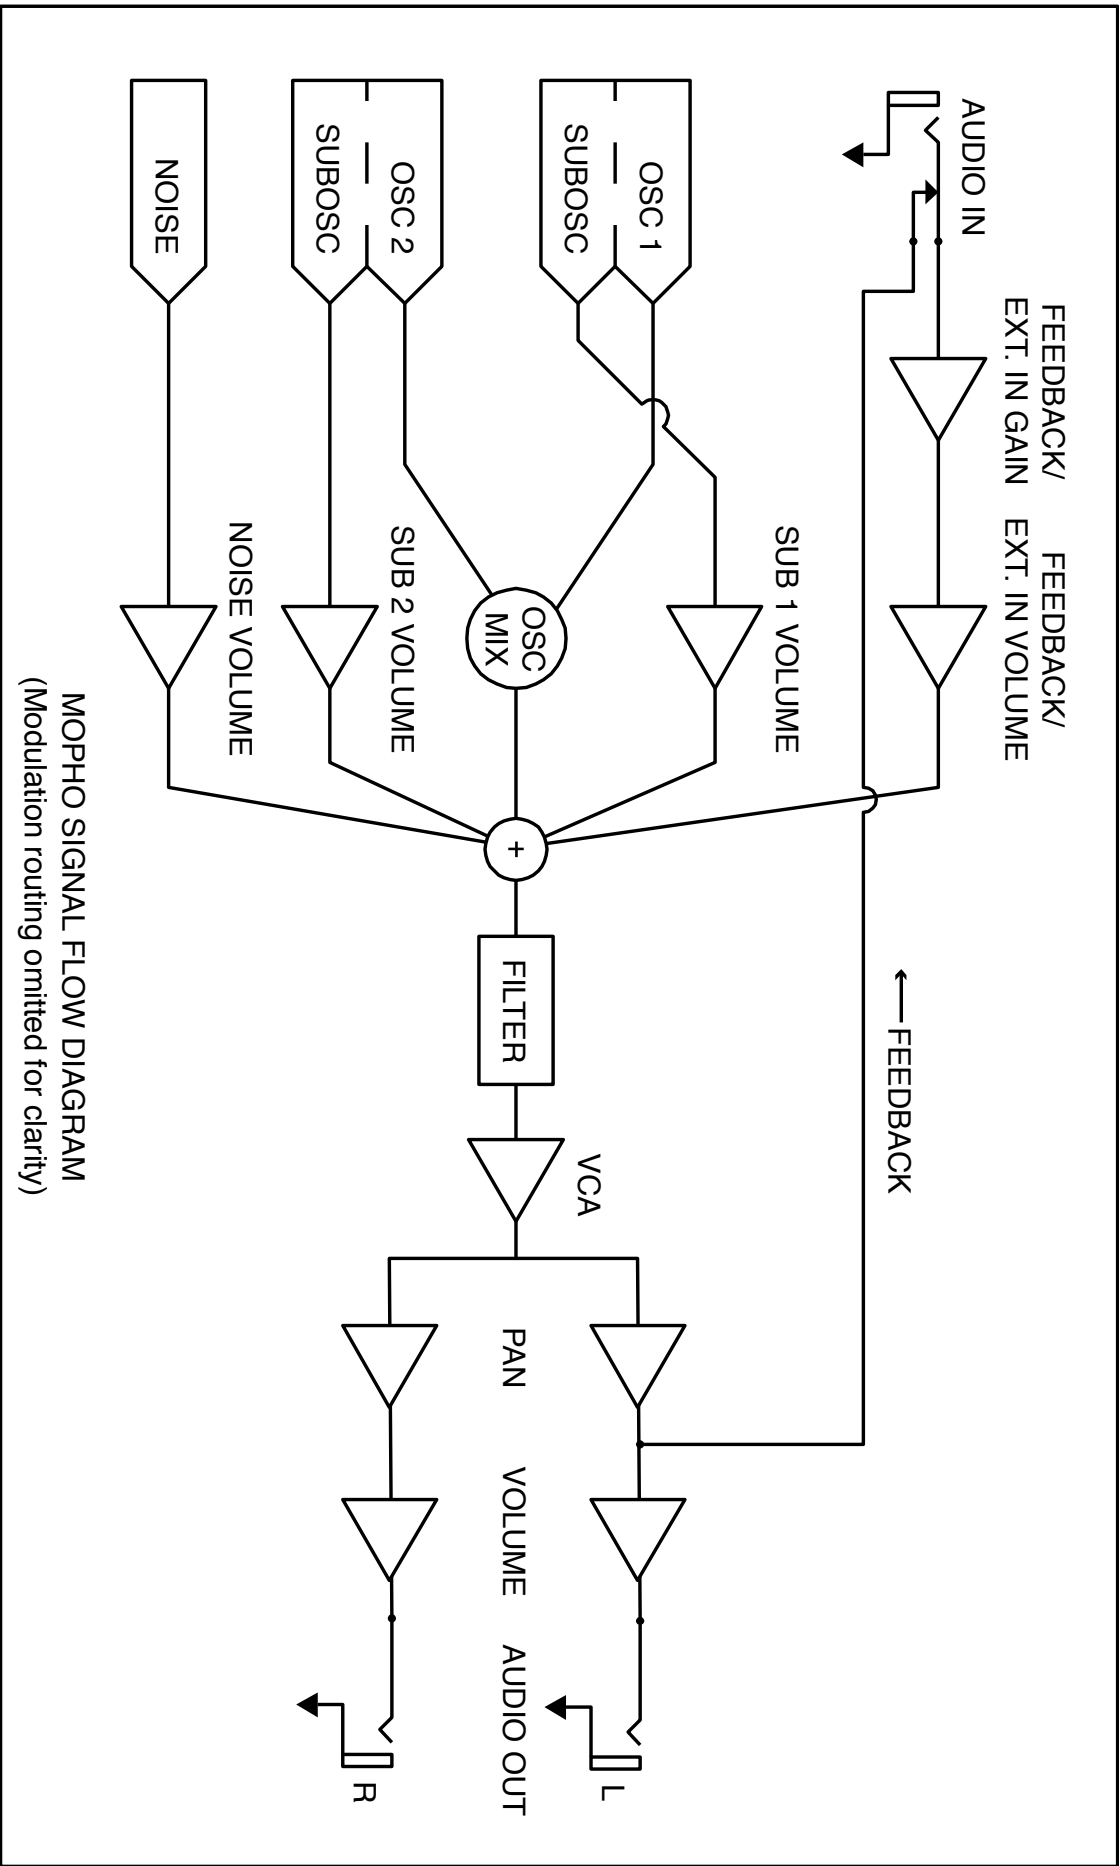 AUDIO IN
FEEDBACK/
EXT. IN GAIN
FEEDBACK/
EXT. IN VOLUME
FEEDBACK
OSC 1
SUBOSC
SUB 1 VOLUME
OSC 2
SUBOSC
OSC
MIX
SUB 2 VOLUME
NOISE
NOISE VOLUME
+
FILTER
VCA
PAN
VOLUME
AUDIO OUT
L
R
MOPHO SIGNAL FLOW DIAGRAM
(Modulation routing omitted for clarity)